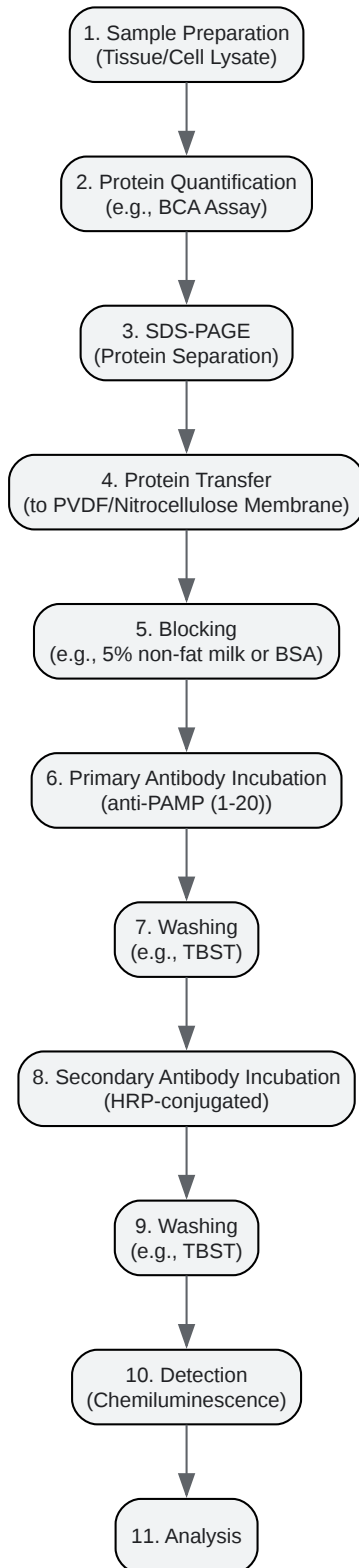 1. Sample Preparation
(Tissue/Cell Lysate)
2. Protein Quantification
(e.g., BCA Assay)
3. SDS-PAGE
(Protein Separation)
4. Protein Transfer
(to PVDF/Nitrocellulose Membrane)
5. Blocking
(e.g., 5% non-fat milk or BSA)
6. Primary Antibody Incubation
(anti-PAMP (1-20))
7. Washing
(e.g., TBST)
8. Secondary Antibody Incubation
(HRP-conjugated)
9. Washing
(e.g., TBST)
10. Detection
(Chemiluminescence)
11. Analysis